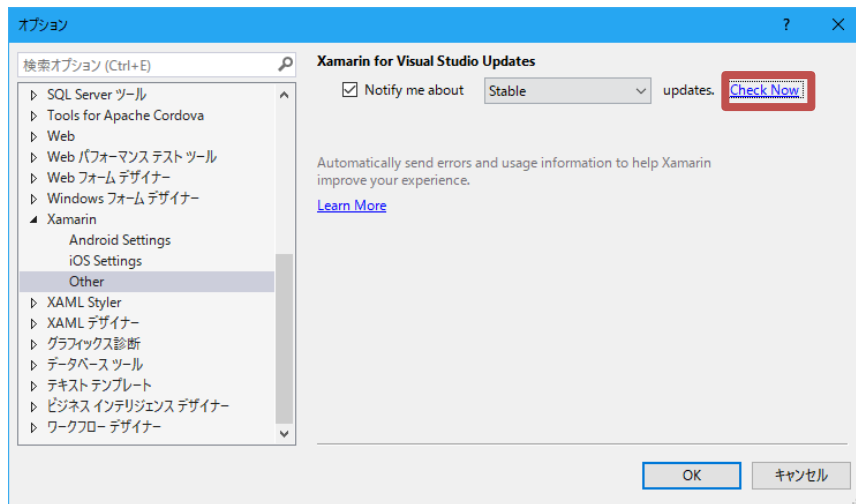 オプション
検索オプション (Ctrl+E)
SQL Server ツール
Tools for Apache Cordova
Web
Web パフォーマンス テスト ツール
Web フォーム デザイナー
Windows フォーム デザイナー
Xamarin
Android Settings
iOS Settings
Other
XAML Styler
XAML デザイナー
グラフィックス診断
データベース ツール
テキスト テンプレート
ビジネス インテリジェンス デザイナー
ワークフロー デザイナー
Xamarin for Visual Studio Updates
Notify me about Stable updates. Check Now
Automatically send errors and usage information to help Xamarin
improve your experience.
Learn More
OK キャンセル